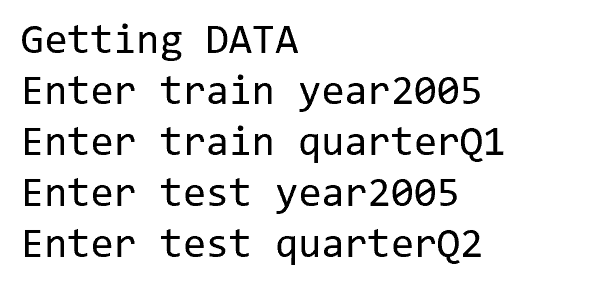 Getting DATA
Enter train year2005
Enter train quarterQ1
Enter test year2005
Enter test quarterQ2